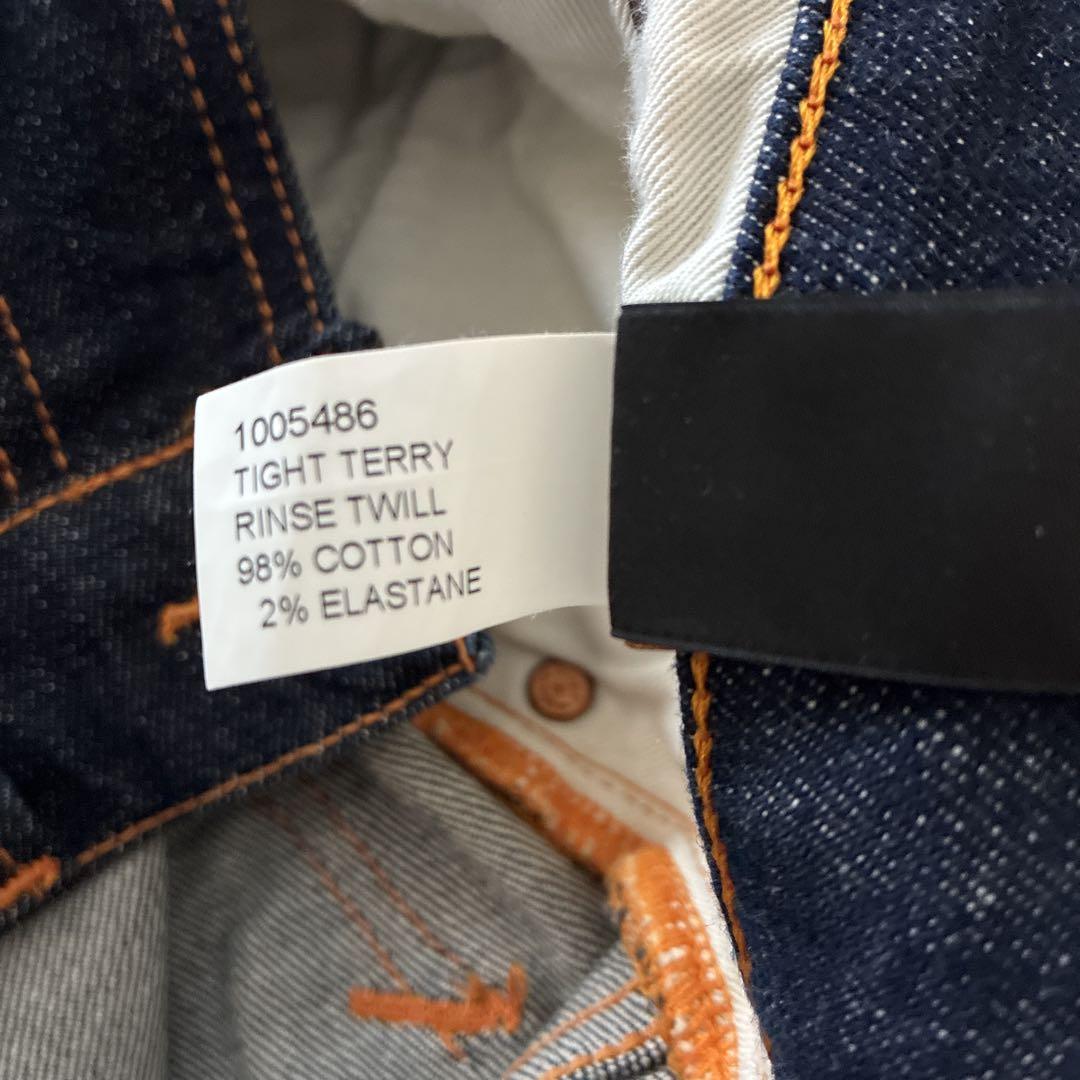 1005486
TIGHT TERRY
RINSE TWILL
98% COTTON
2% ELASTANE